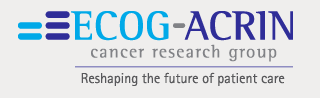 ECOG-ACRIN
cancer research group
Reshaping the future of patient care